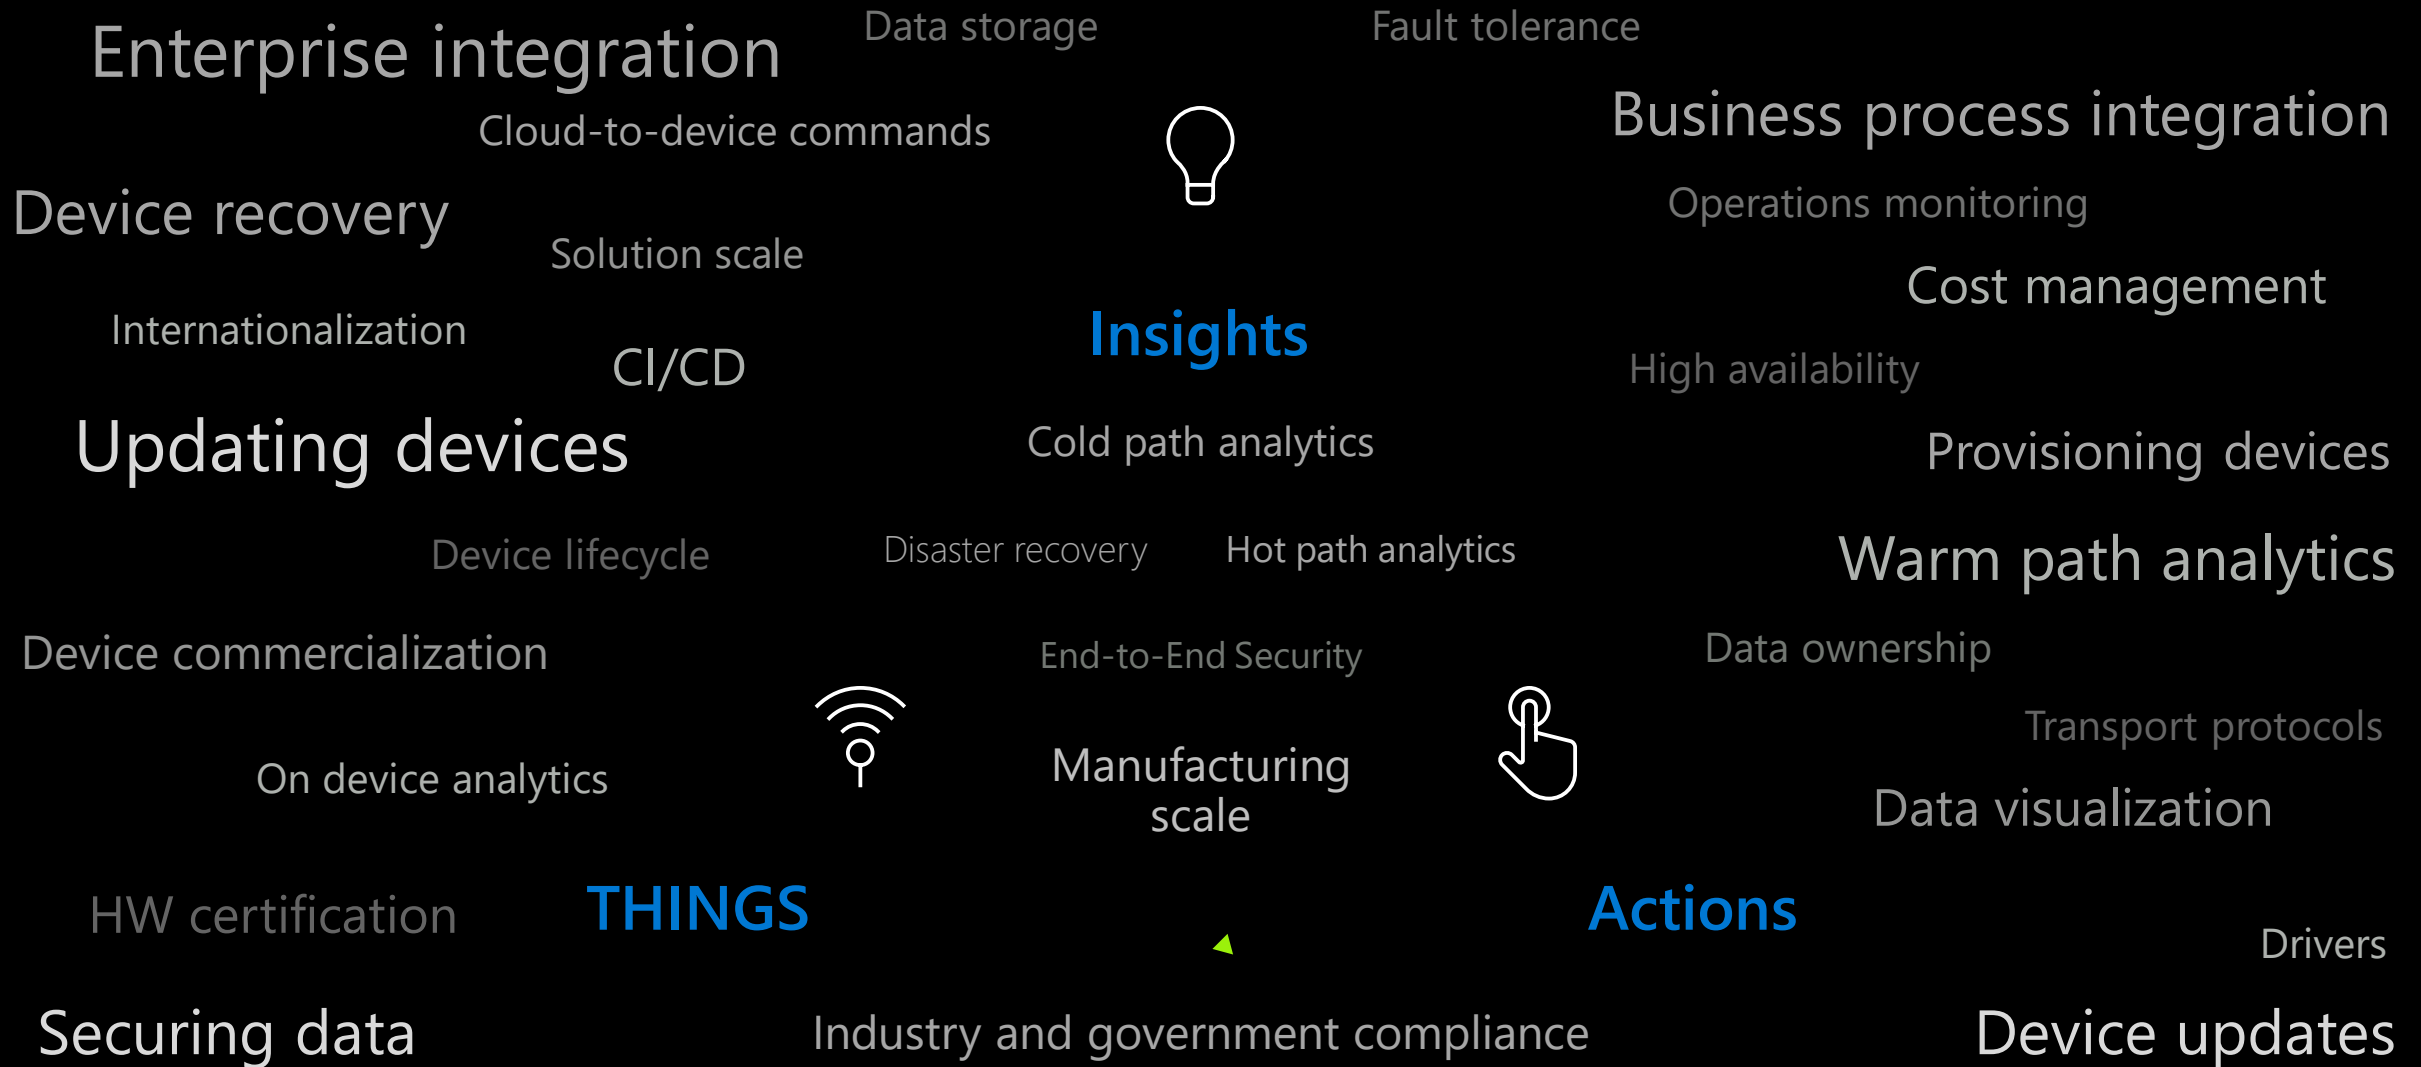 Enterprise integration
Data storage
Fault tolerance
Cloud-to-device commands
Business process integration
Device recovery
Operations monitoring
Solution scale
Cost management
Internationalization
Insights
CI/CD
High availability
Updating devices
Cold path analytics
Provisioning devices
Device lifecycle
Disaster recovery
Hot path analytics
Warm path analytics
Device commercialization
End-to-End Security
Data ownership
Transport protocols
On device analytics
Manufacturing
scale
Data visualization
HW certification
THINGS
Actions
Drivers
Securing data
Industry and government compliance
Device updates